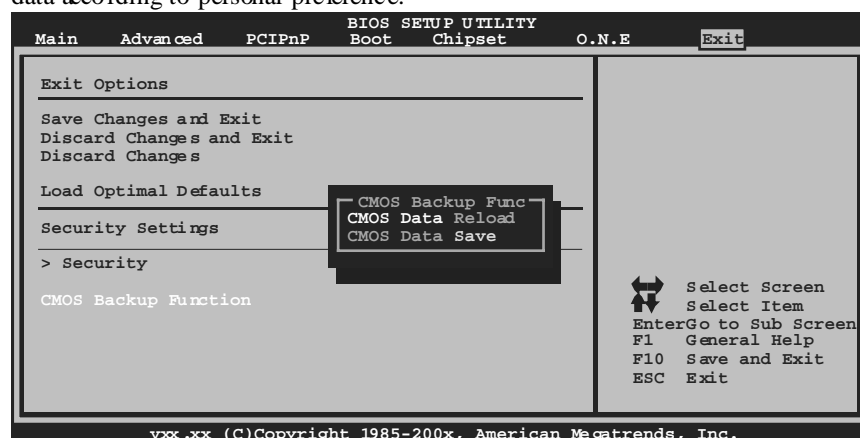 data according to personal preference.
BIOS SETUP UTILITY
Main Advanced PCIPnP Boot Chipset O.N.E Exit
Exit Options
Save Changes and Exit
Discard Changes and Exit
Discard Changes
Load Optimal Defaults
Security Settings
> Security
CMOS Backup Function
CMOS Backup Func
CMOS Data Reload
CMOS Data Save
Select Screen
Select Item
EnterGo to Sub Screen
F1 General Help
F10 Save and Exit
ESC Exit
vxx.xx (C)Copyright 1985-200x, American Megatrends, Inc.